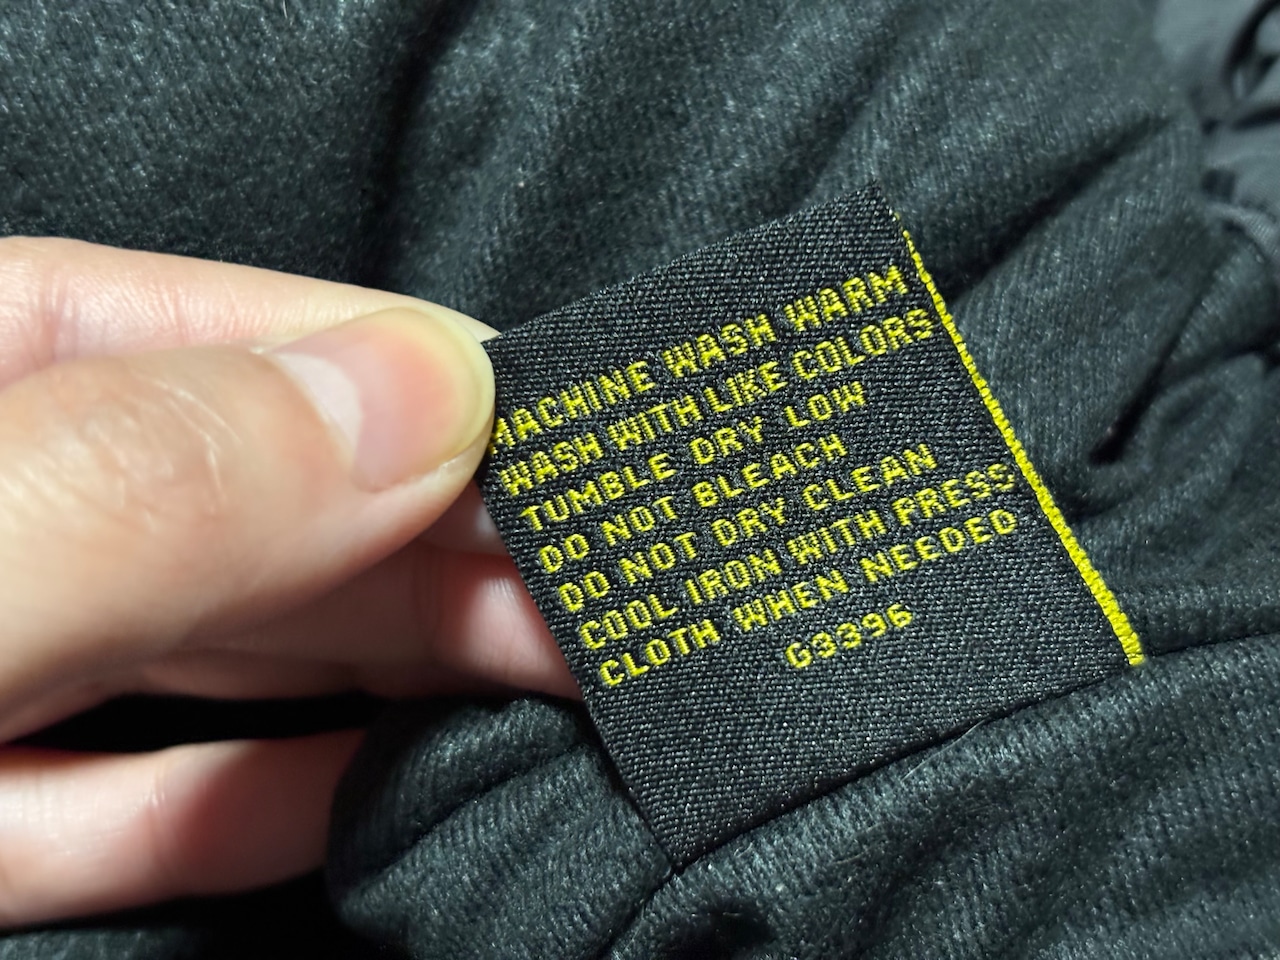 MACHINE WASH WARM
WASH WITH LIKE COLORS
TUMBLE DRY LOW
DO NOT BLEACH
DO NOT DRY CLEAN
COOL IRON WITH PRESS
CLOTH WHEN NEEDED
G3396